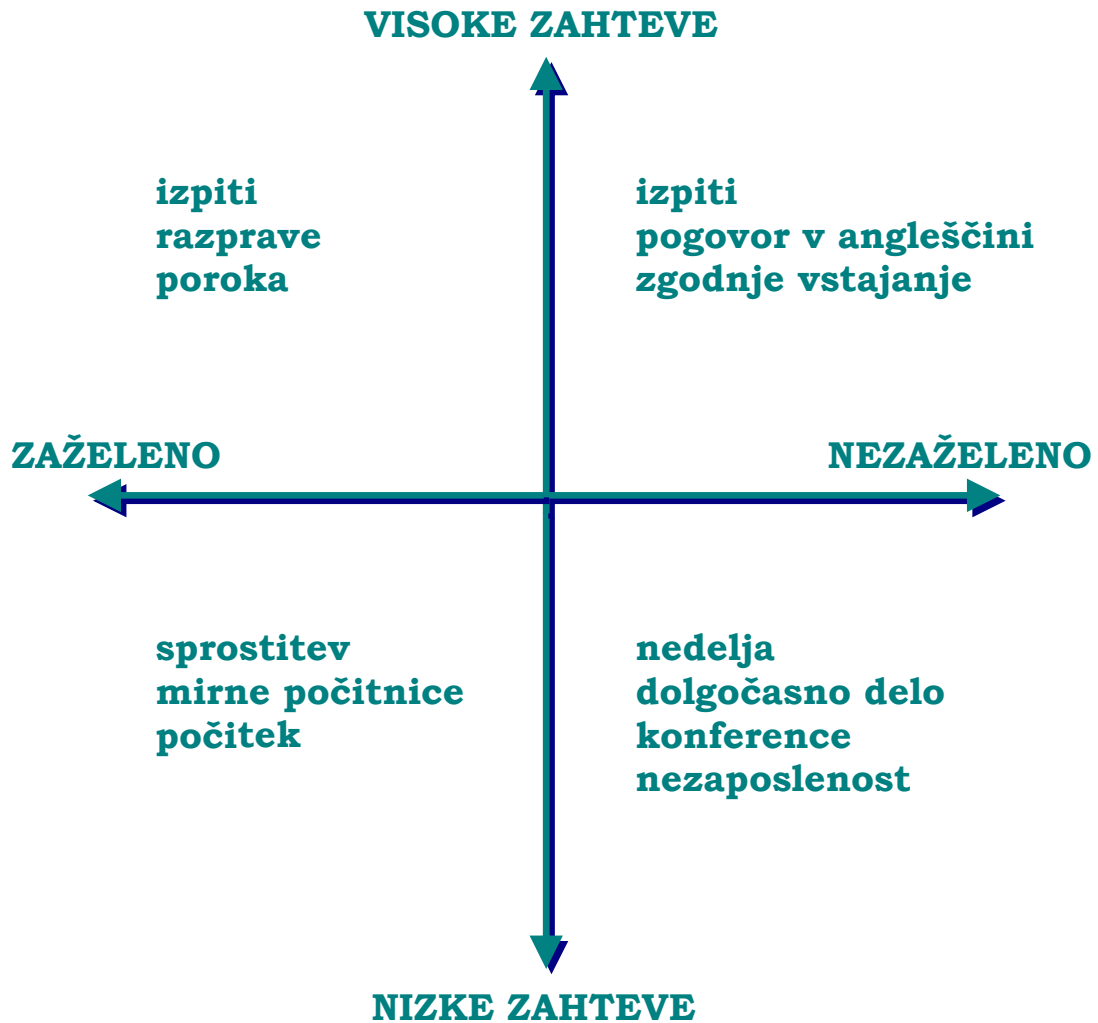 VISOKE ZAHTEVE
izpiti
razprave
poroka
izpiti
pogovor v angleščini
zgodnje vstajanje
ZAŽELENO
NEZAŽELENO
sprostitev
mirne počitnice
počitek
nedelja
dolgočasno delo
konference
nezaposlenost
NIZKE ZAHTEVE